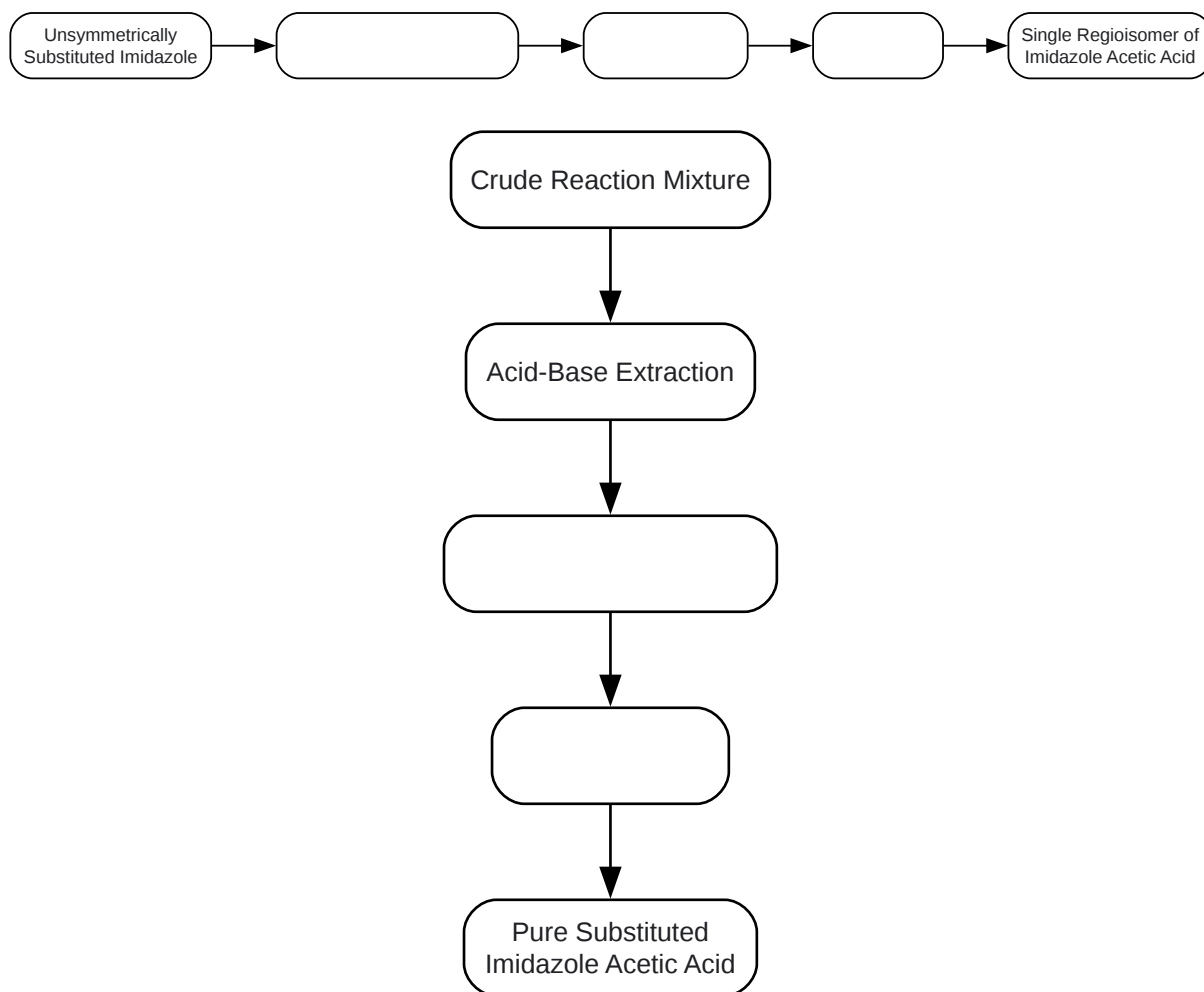 Unsymmetrically
Substituted Imidazole
Single Regioisomer of
Imidazole Acetic Acid
Crude Reaction Mixture
Acid-Base Extraction
Pure Substituted
Imidazole Acetic Acid